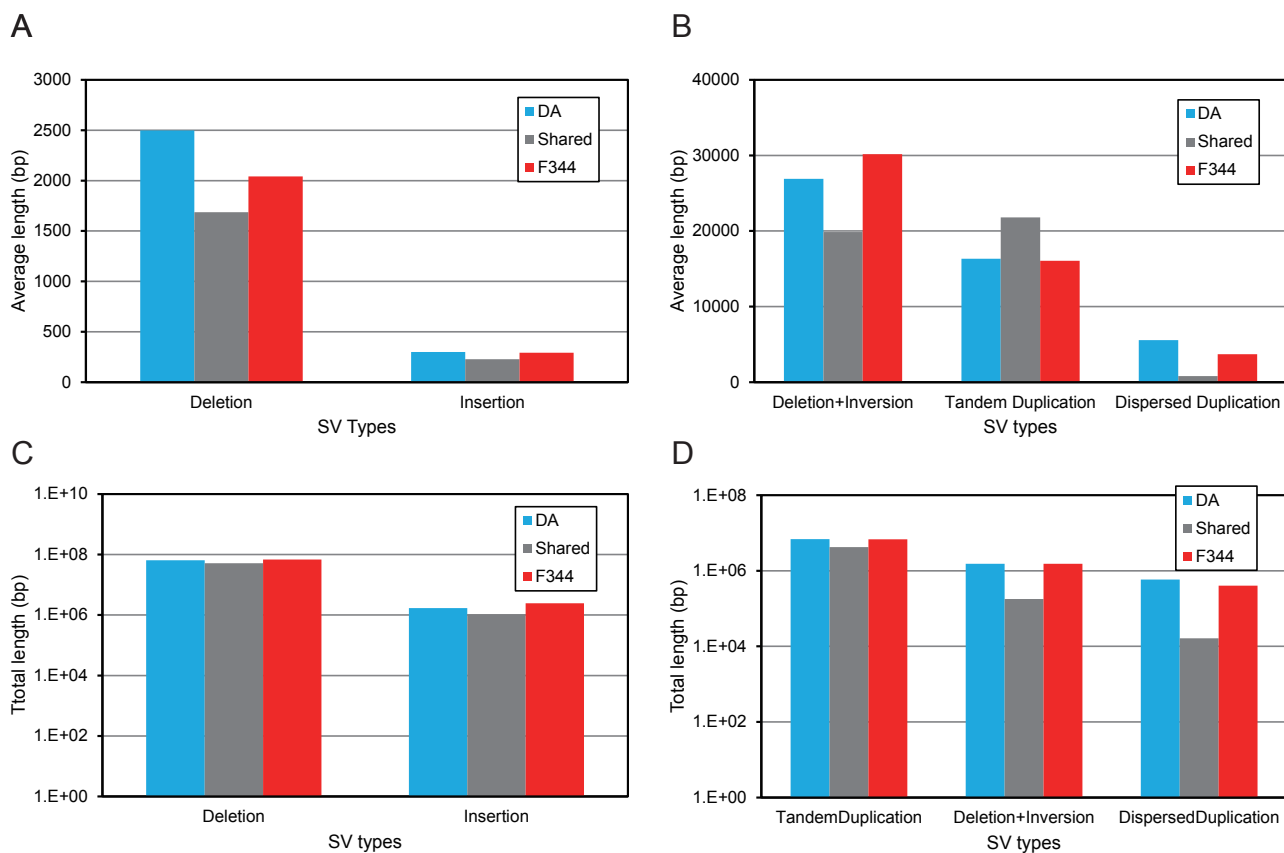 A
3000
2500
2000
1500
1000
500
0
Average length (bp)
DA
Shared
F344
Deletion Insertion
SV Types
B
40000
30000
20000
10000
0
Average length (bp)
DA
Shared
F344
Deletion+Inversion Tandem Duplication Dispersed Duplication
SV types
C
1.E+10
1.E+08
1.E+06
1.E+04
1.E+02
1.E+00
Ttotal length (bp)
DA
Shared
F344
Deletion Insertion
SV types
D
1.E+08
1.E+06
1.E+04
1.E+02
1.E+00
Total length (bp)
DA
Shared
F344
TandemDuplication Deletion+Inversion DispersedDuplication
SV types